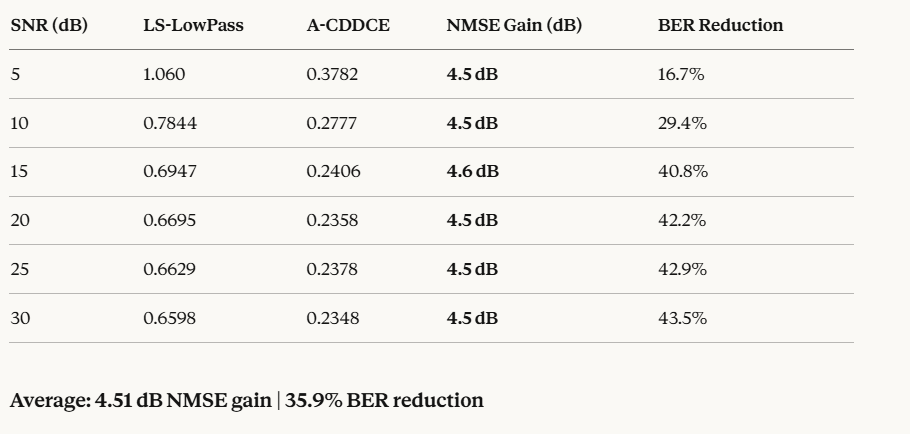 SNR (dB) LS-LowPass A-CDDCE NMSE Gain (dB) BER Reduction
5 1.060 0.3782 4.5 dB 16.7%
10 0.7844 0.2777 4.5 dB 29.4%
15 0.6947 0.2406 4.6 dB 40.8%
20 0.6695 0.2358 4.5 dB 42.2%
25 0.6629 0.2378 4.5 dB 42.9%
30 0.6598 0.2348 4.5 dB 43.5%
Average: 4.51 dB NMSE gain | 35.9% BER reduction